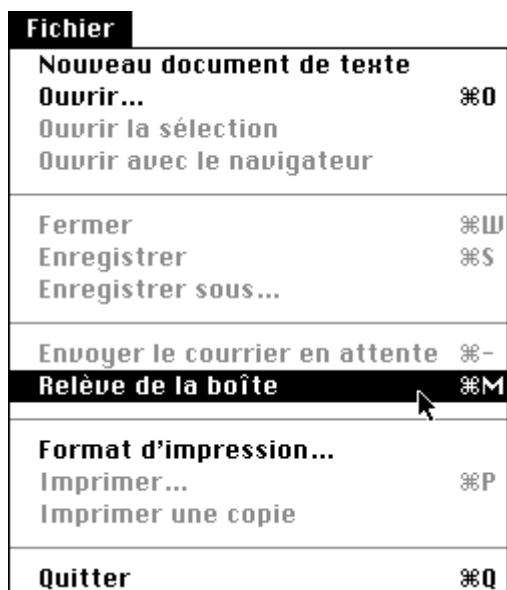 Fichier
Nouveau document de texte
Ouvrir... ⌘O
Ouvrir la sélection
Ouvrir avec le navigateur
Fermer ⌘W
Enregistrer ⌘S
Enregistrer sous...
Envoyer le courrier en attente ⌘-
Relève de la boîte ⌘M
Format d'impression...
Imprimer... ⌘P
Imprimer une copie
Quitter ⌘Q